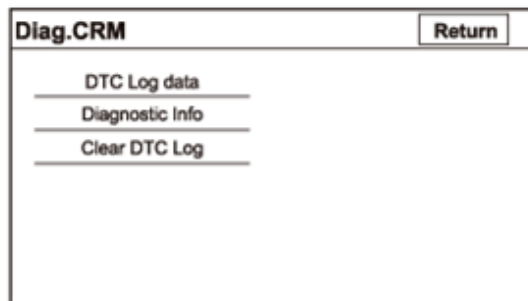 Diag.CRM
Return
DTC Log data
Diagnostic Info
Clear DTC Log